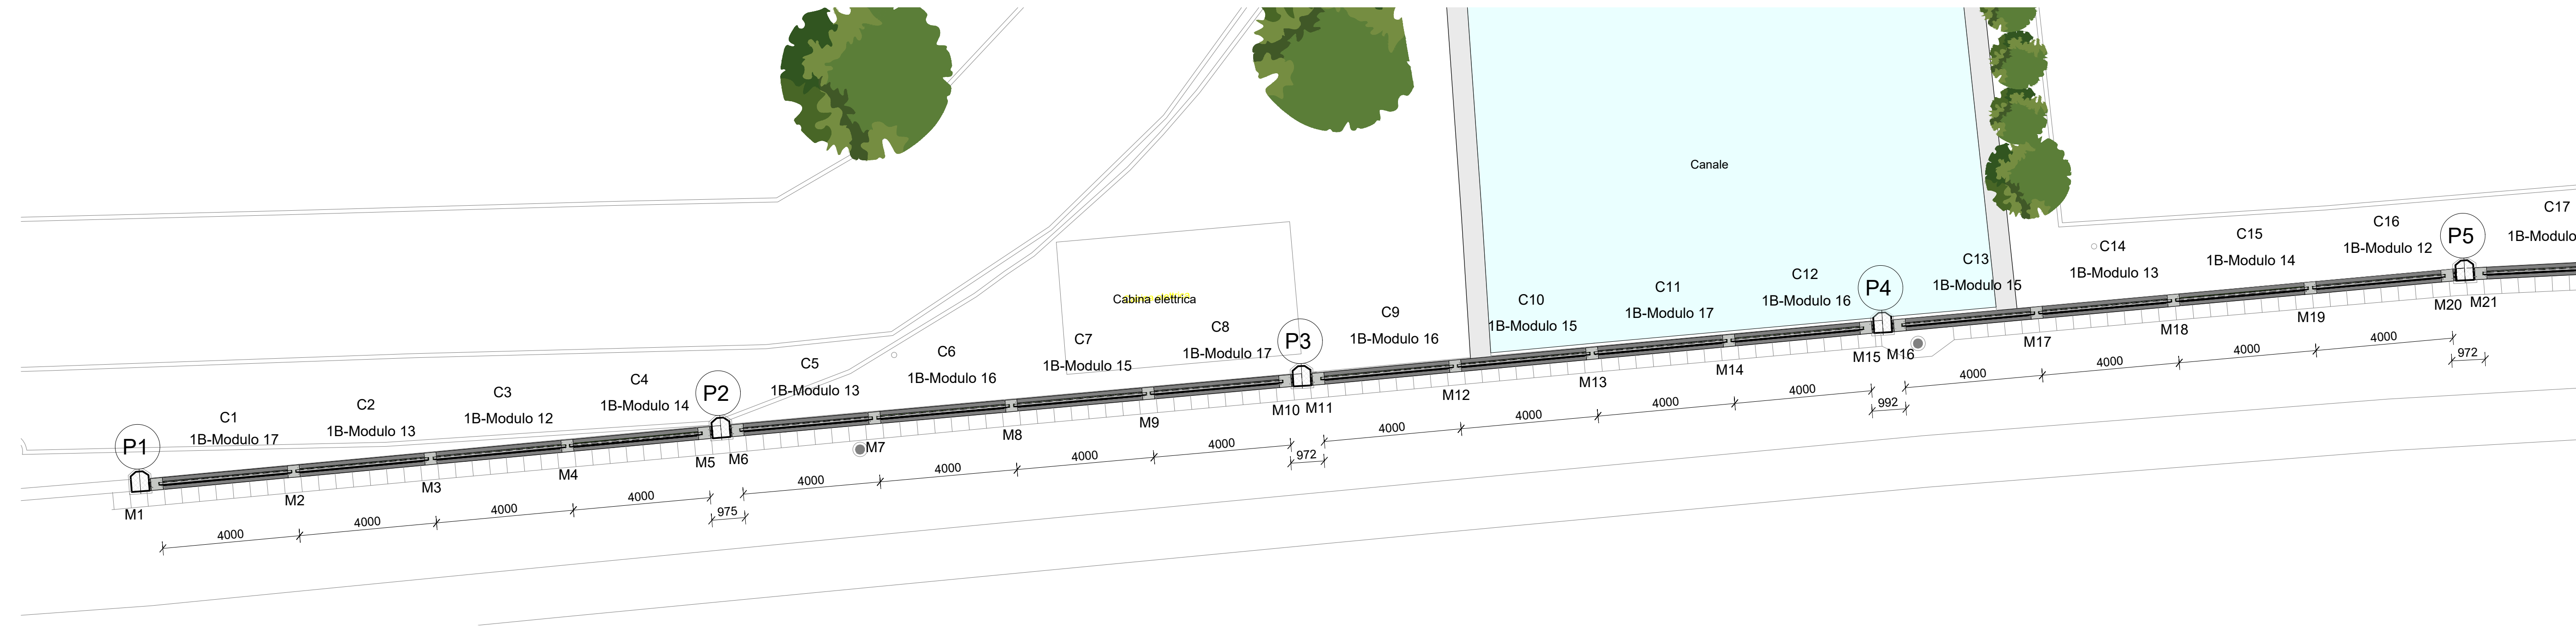 Canale
Cabina elettrica
P1
P2
P3
P4
P5
C1
1B-Modulo 17
C2
1B-Modulo 13
C3
1B-Modulo 12
C4
1B-Modulo 14
C5
1B-Modulo 13
C6
1B-Modulo 16
C7
1B-Modulo 15
C8
1B-Modulo 17
C9
1B-Modulo 16
C10
1B-Modulo 15
C11
1B-Modulo 17
C12
1B-Modulo 16
C13
1B-Modulo 15
C14
1B-Modulo 13
C15
1B-Modulo 14
C16
1B-Modulo 12
C17
1B-Modulo
M1
M2
M3
M4
M5
M6
M7
M8
M9
M10
M11
M12
M13
M14
M15
M16
M17
M18
M19
M20
M21
4000
4000
4000
4000
975
4000
4000
4000
4000
972
4000
4000
4000
4000
992
4000
4000
4000
4000
972